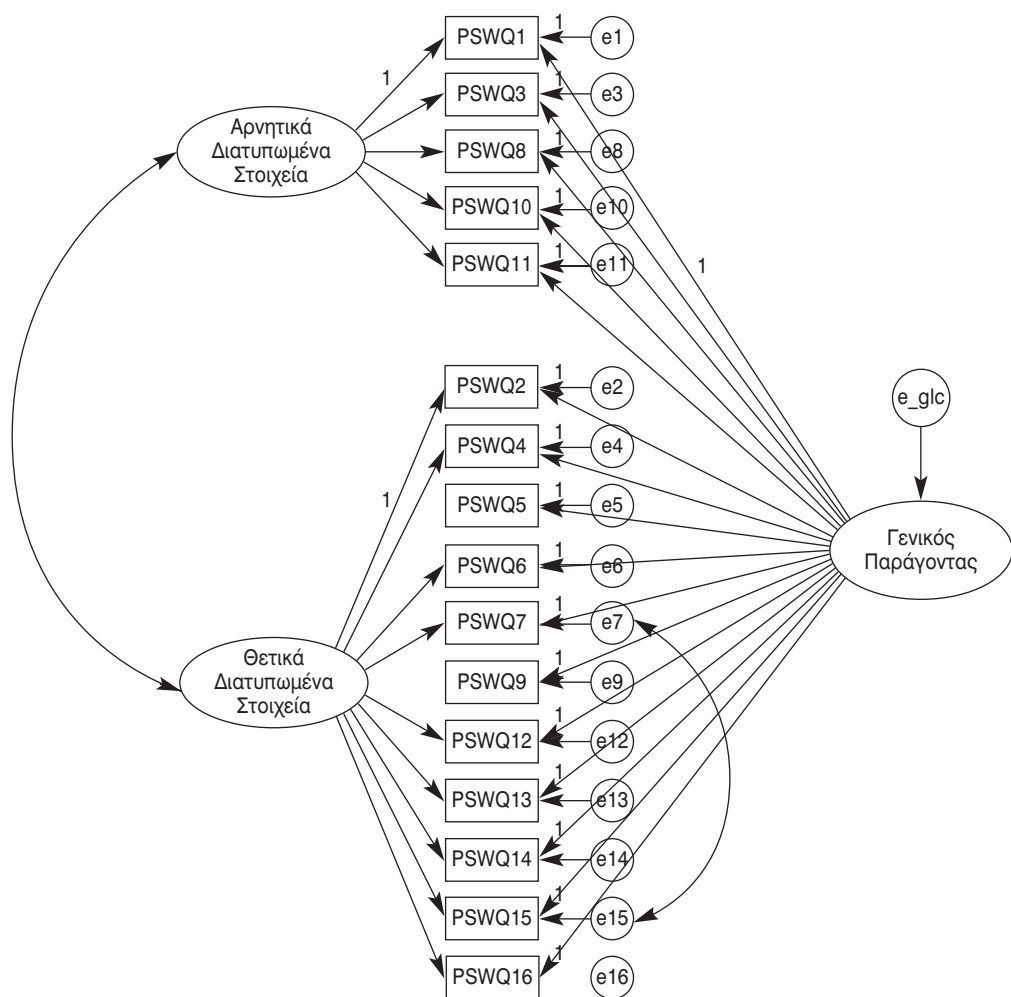 PSWQ1
1
e1
1
PSWQ3
1
e3
Αρνητικά
Διατυπωμένα
Στοιχεία
PSWQ8
1
e8
PSWQ10
1
e10
PSWQ11
1
e11
1
PSWQ2
1
e2
e_glc
PSWQ4
1
e4
1
PSWQ5
1
e5
Γενικός
Παράγοντας
PSWQ6
1
e6
PSWQ7
1
e7
Θετικά
Διατυπωμένα
Στοιχεία
PSWQ9
1
e9
PSWQ12
1
e12
PSWQ13
1
e13
PSWQ14
1
e14
PSWQ15
1
e15
PSWQ16
1
e16